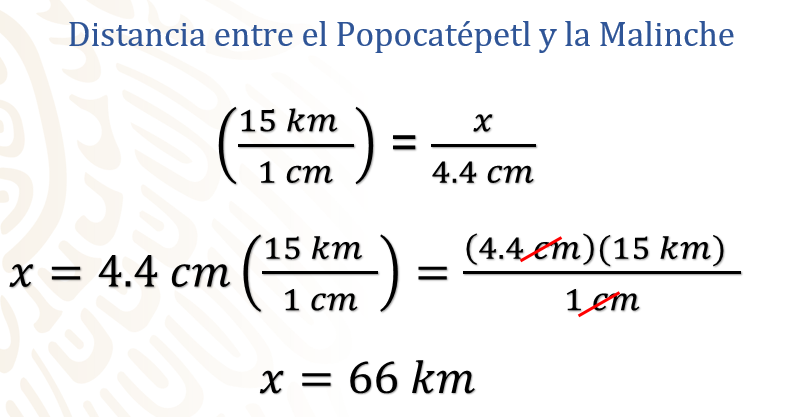 Distancia entre el Popocatépetl y la Malinche
(15 km / 1 cm) = x / 4.4 cm
x = 4.4 cm (15 km / 1 cm) = (4.4 cm)(15 km) / 1 cm
x = 66 km